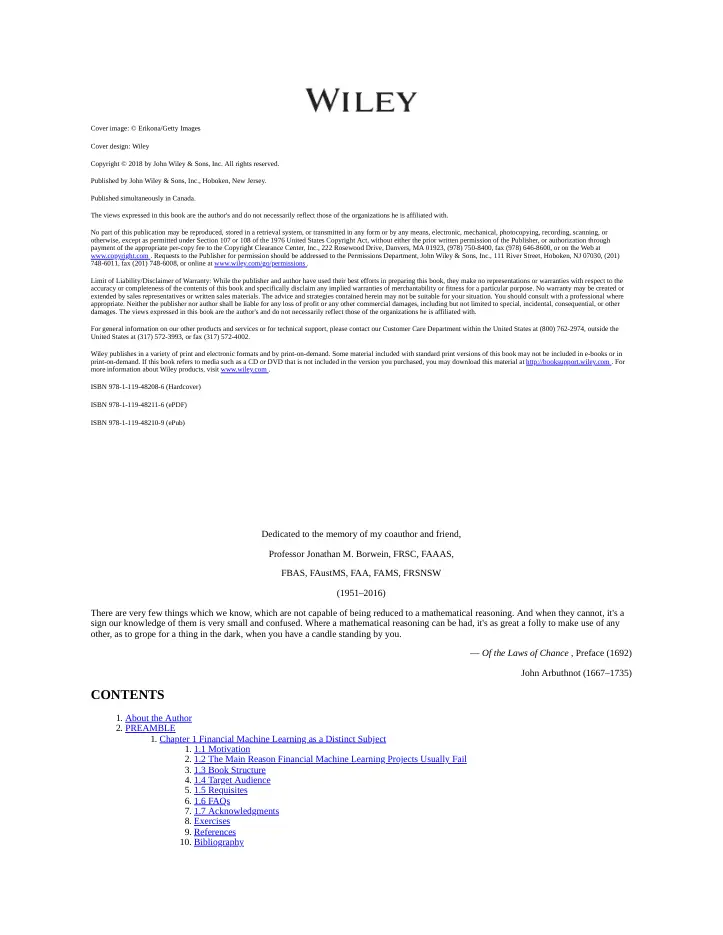 WILEY
Cover image: © Erikona/Getty Images
Cover design: Wiley
Copyright © 2018 by John Wiley & Sons, Inc. All rights reserved.
Published by John Wiley & Sons, Inc., Hoboken, New Jersey.
Published simultaneously in Canada.
The views expressed in this book are the author's and do not necessarily reflect those of the organizations he is affiliated with.
No part of this publication may be reproduced, stored in a retrieval system, or transmitted in any form or by any means, electronic, mechanical, photocopying, recording, scanning, or
otherwise, except as permitted under Section 107 or 108 of the 1976 United States Copyright Act, without either the prior written permission of the Publisher, or authorization through
payment of the appropriate per-copy fee to the Copyright Clearance Center, Inc., 222 Rosewood Drive, Danvers, MA 01923, (978) 750-8400, fax (978) 646-8600, or on the Web at
www.copyright.com . Requests to the Publisher for permission should be addressed to the Permissions Department, John Wiley & Sons, Inc., 111 River Street, Hoboken, NJ 07030, (201)
748-6011, fax (201) 748-6008, or online at www.wiley.com/go/permissions .
Limit of Liability/Disclaimer of Warranty: While the publisher and author have used their best efforts in preparing this book, they make no representations or warranties with respect to the
accuracy or completeness of the contents of this book and specifically disclaim any implied warranties of merchantability or fitness for a particular purpose. No warranty may be created or
extended by sales representatives or written sales materials. The advice and strategies contained herein may not be suitable for your situation. You should consult with a professional where
appropriate. Neither the publisher nor author shall be liable for any loss of profit or any other commercial damages, including but not limited to special, incidental, consequential, or other
damages. The views expressed in this book are the author's and do not necessarily reflect those of the organizations he is affiliated with.
For general information on our other products and services or for technical support, please contact our Customer Care Department within the United States at (800) 762-2974, outside the
United States at (317) 572-3993, or fax (317) 572-4002.
Wiley publishes in a variety of print and electronic formats and by print-on-demand. Some material included with standard print versions of this book may not be included in e-books or in
print-on-demand. If this book refers to media such as a CD or DVD that is not included in the version you purchased, you may download this material at http://booksupport.wiley.com . For
more information about Wiley products, visit www.wiley.com .
ISBN 978-1-119-48208-6 (Hardcover)
ISBN 978-1-119-48211-6 (ePDF)
ISBN 978-1-119-48210-9 (ePub)
Dedicated to the memory of my coauthor and friend,
Professor Jonathan M. Borwein, FRSC, FAAAS,
FBAS, FAustMS, FAA, FAMS, FRSNSW
(1951–2016)
There are very few things which we know, which are not capable of being reduced to a mathematical reasoning. And when they cannot, it's a
sign our knowledge of them is very small and confused. Where a mathematical reasoning can be had, it's as great a folly to make use of any
other, as to grope for a thing in the dark, when you have a candle standing by you.
— Of the Laws of Chance , Preface (1692)
John Arbuthnot (1667–1735)
CONTENTS
1. About the Author
2. PREAMBLE
1. Chapter 1 Financial Machine Learning as a Distinct Subject
1. 1.1 Motivation
2. 1.2 The Main Reason Financial Machine Learning Projects Usually Fail
3. 1.3 Book Structure
4. 1.4 Target Audience
5. 1.5 Requisites
6. 1.6 FAQs
7. 1.7 Acknowledgments
8. Exercises
9. References
10. Bibliography